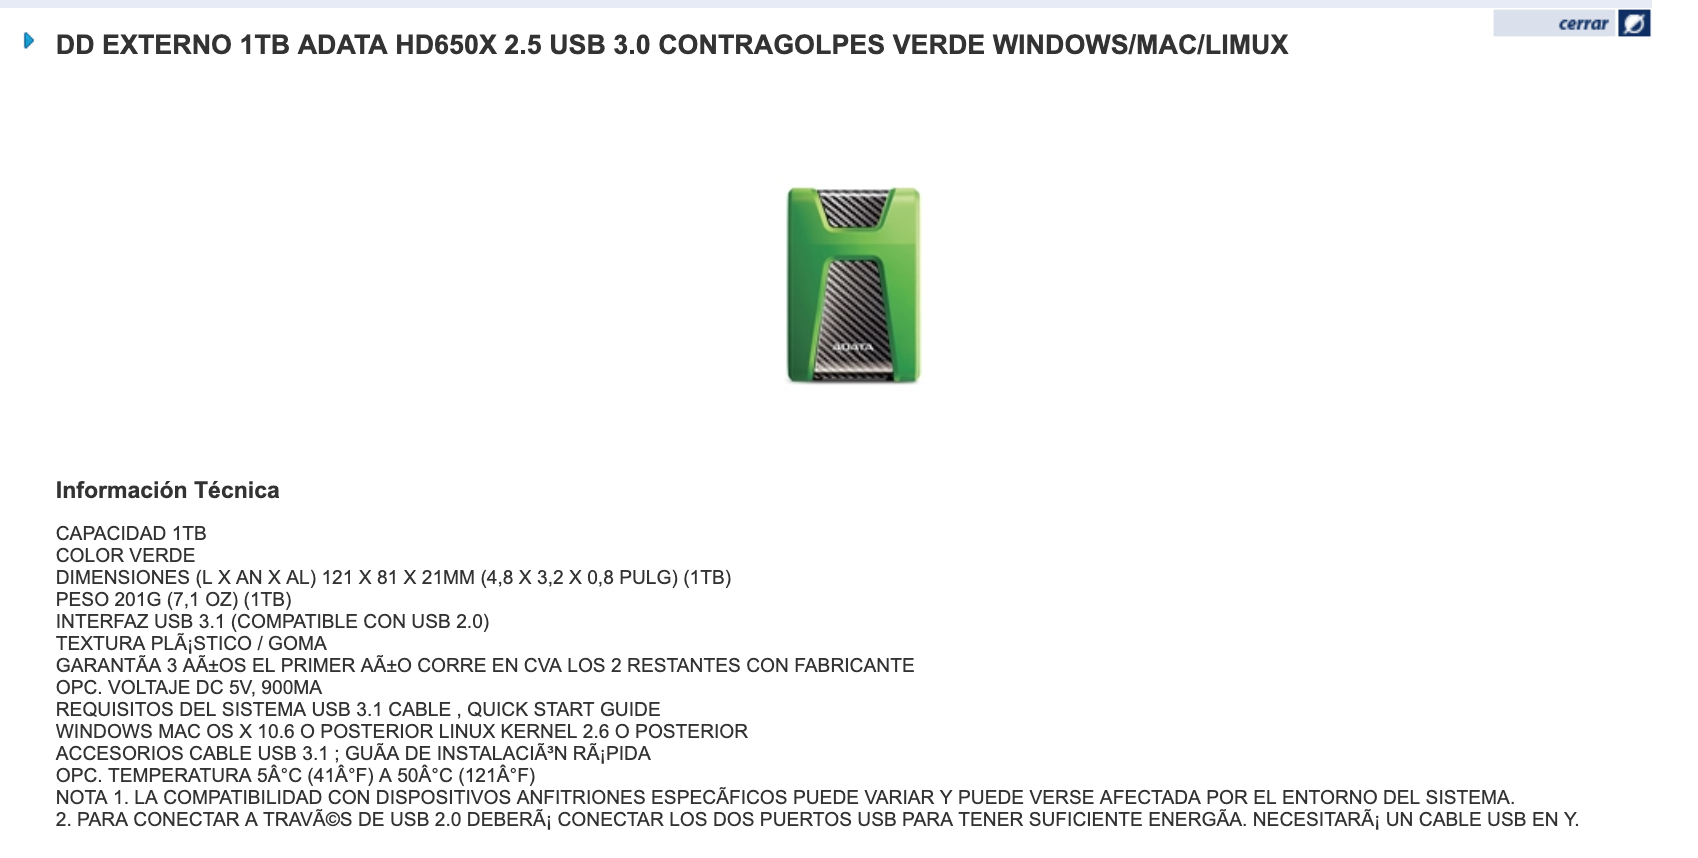 cerrar
DD EXTERNO 1TB ADATA HD650X 2.5 USB 3.0 CONTRAGOLPES VERDE WINDOWS/MAC/LIMUX
ADATA
Información Técnica
CAPACIDAD 1TB
COLOR VERDE
DIMENSIONES (L X AN X AL) 121 X 81 X 21MM (4,8 X 3,2 X 0,8 PULG) (1TB)
PESO 201G (7,1 OZ) (1TB)
INTERFAZ USB 3.1 (COMPATIBLE CON USB 2.0)
TEXTURA PLÃ¡STICO / GOMA
GARANTÃA 3 AÃ±OS EL PRIMER AÃ±O CORRE EN CVA LOS 2 RESTANTES CON FABRICANTE
OPC. VOLTAJE DC 5V, 900MA
REQUISITOS DEL SISTEMA USB 3.1 CABLE , QUICK START GUIDE
WINDOWS MAC OS X 10.6 O POSTERIOR LINUX KERNEL 2.6 O POSTERIOR
ACCESORIOS CABLE USB 3.1 ; GUÃA DE INSTALACIÃ³N RÃ¡PIDA
OPC. TEMPERATURA 5Â°C (41Â°F) A 50Â°C (121Â°F)
NOTA 1. LA COMPATIBILIDAD CON DISPOSITIVOS ANFITRIONES ESPECÃFICOS PUEDE VARIAR Y PUEDE VERSE AFECTADA POR EL ENTORNO DEL SISTEMA.
2. PARA CONECTAR A TRAVÃ©S DE USB 2.0 DEBERÃ¡ CONECTAR LOS DOS PUERTOS USB PARA TENER SUFICIENTE ENERGÃA. NECESITARÃ¡ UN CABLE USB EN Y.